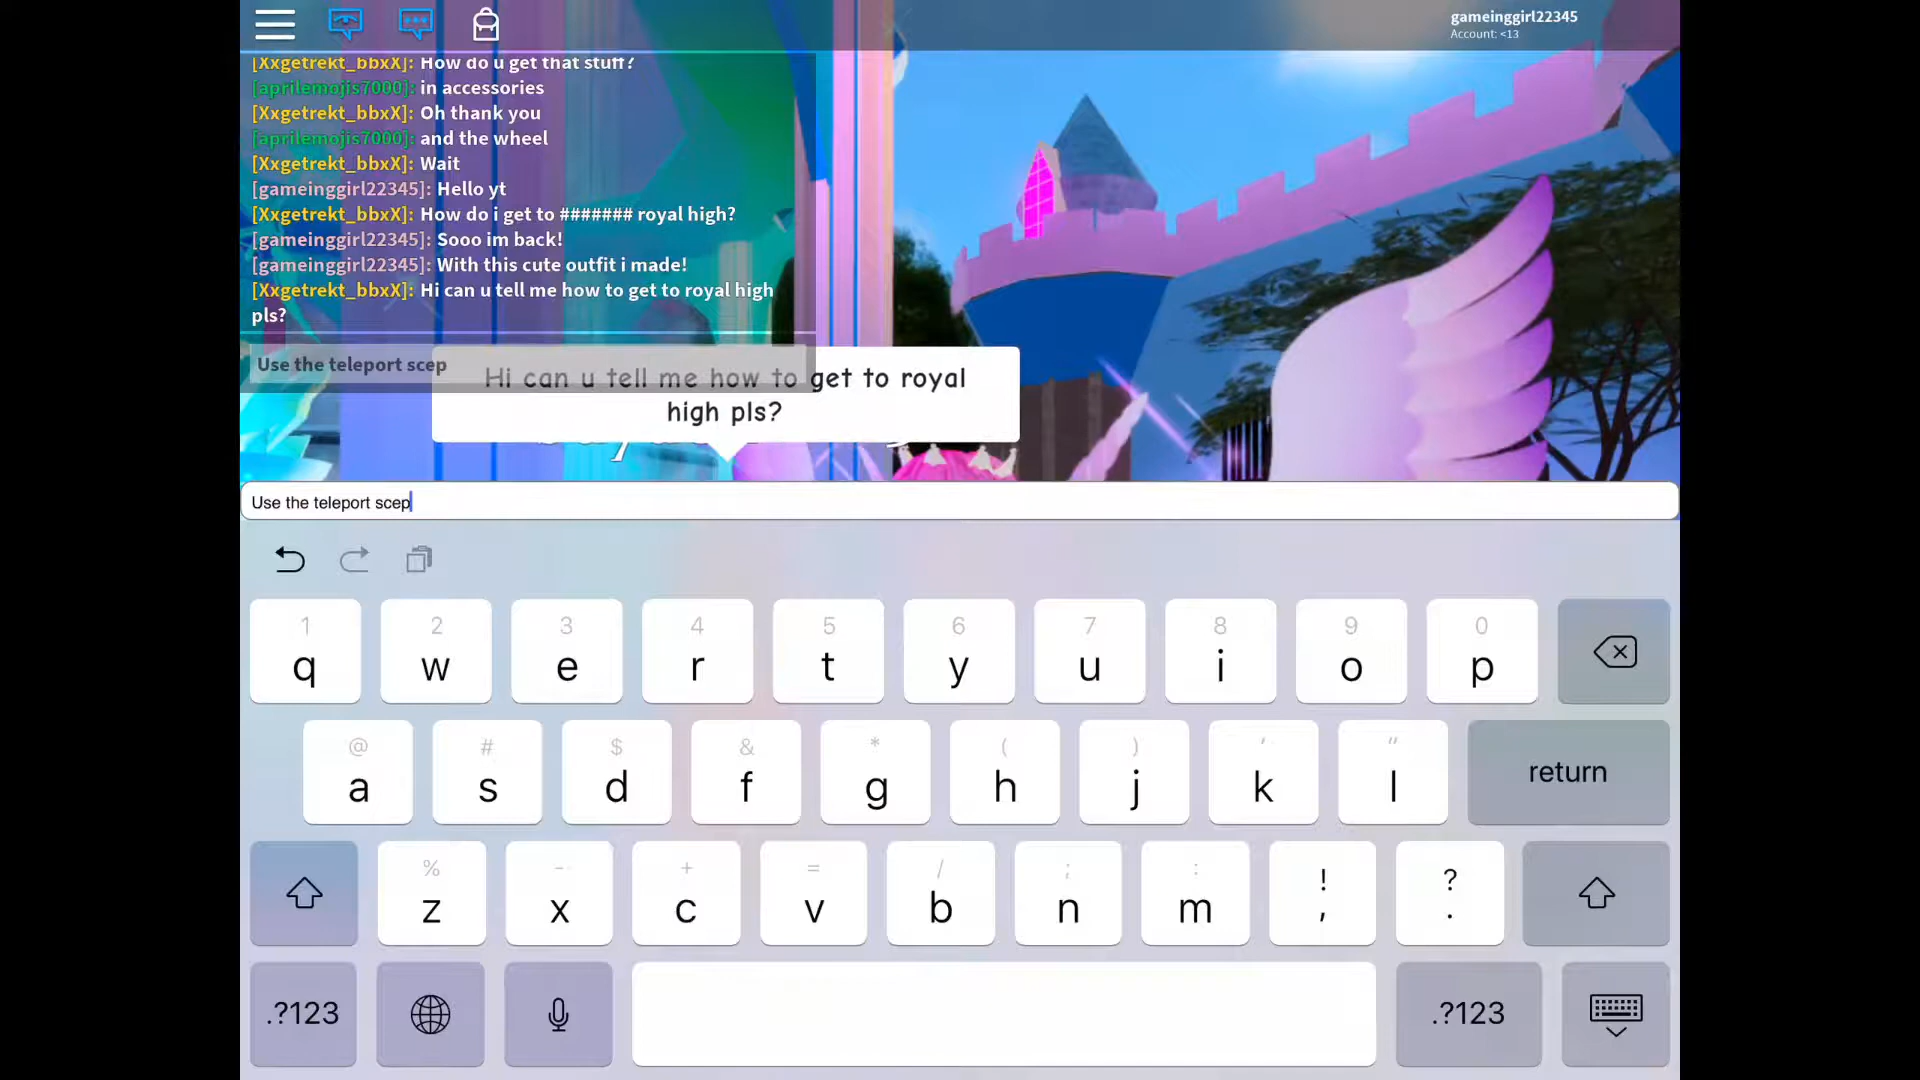 gameinggirl22345
Account: <13
[XxgetreKt_bbxX]: How do u get that stuff?
[aprilemojis7000]: in accessories
[Xxgetrekt_bbxX]: Oh thank you
[aprilemojis7000]: and the wheel
[Xxgetrekt_bbxX]: Wait
[gameinggirl22345]: Hello yt
[Xxgetrekt_bbxX]: How do i get to ####### royal high?
[gameinggirl22345]: Sooo im back!
[gameinggirl22345]: With this cute outfit i made!
[Xxgetrekt_bbxX]: Hi can u tell me how to get to royal high
pls?
Use the teleport scep
Hi can u tell me how to get to royal
high pls?
Use the teleport scep
1 2 3 4 5 6 7 8 9 0
q w e r t y u i o p
@ # $ & * ( ) ' "
a s d f g h j k l return
% - + = / ; : ! ?
z x c v b n m , .
.?123 .?123